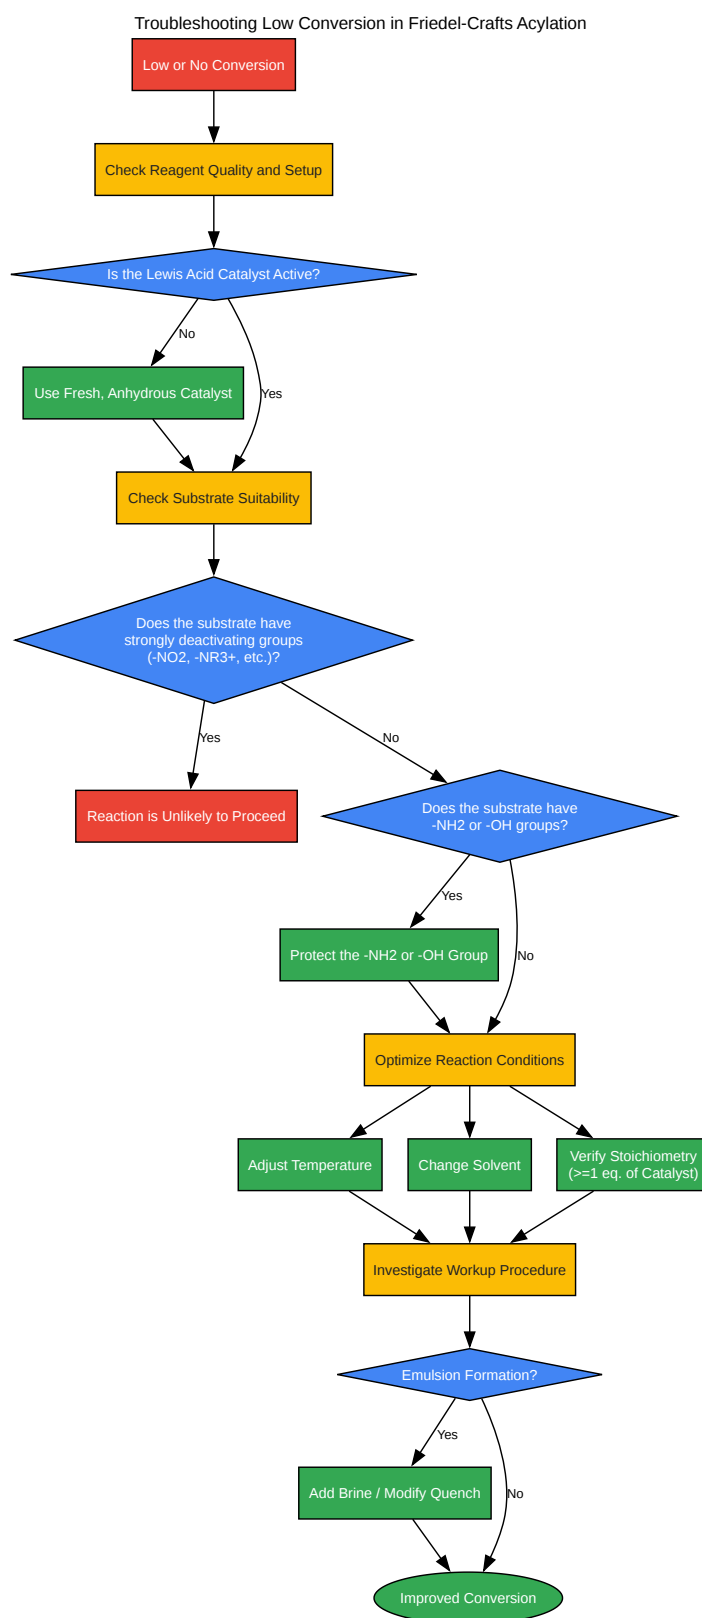 Troubleshooting Low Conversion in Friedel-Crafts Acylation
Low or No Conversion
Check Reagent Quality and Setup
Is the Lewis Acid Catalyst Active?
No
Use Fresh, Anhydrous Catalyst
Yes
Check Substrate Suitability
Does the substrate have
strongly deactivating groups
(-NO2, -NR3+, etc.)?
Yes
No
Reaction is Unlikely to Proceed
Does the substrate have
-NH2 or -OH groups?
Yes
Protect the -NH2 or -OH Group
No
Optimize Reaction Conditions
Adjust Temperature
Change Solvent
Verify Stoichiometry
(>=1 eq. of Catalyst)
Investigate Workup Procedure
Emulsion Formation?
Yes
Add Brine / Modify Quench
No
Improved Conversion